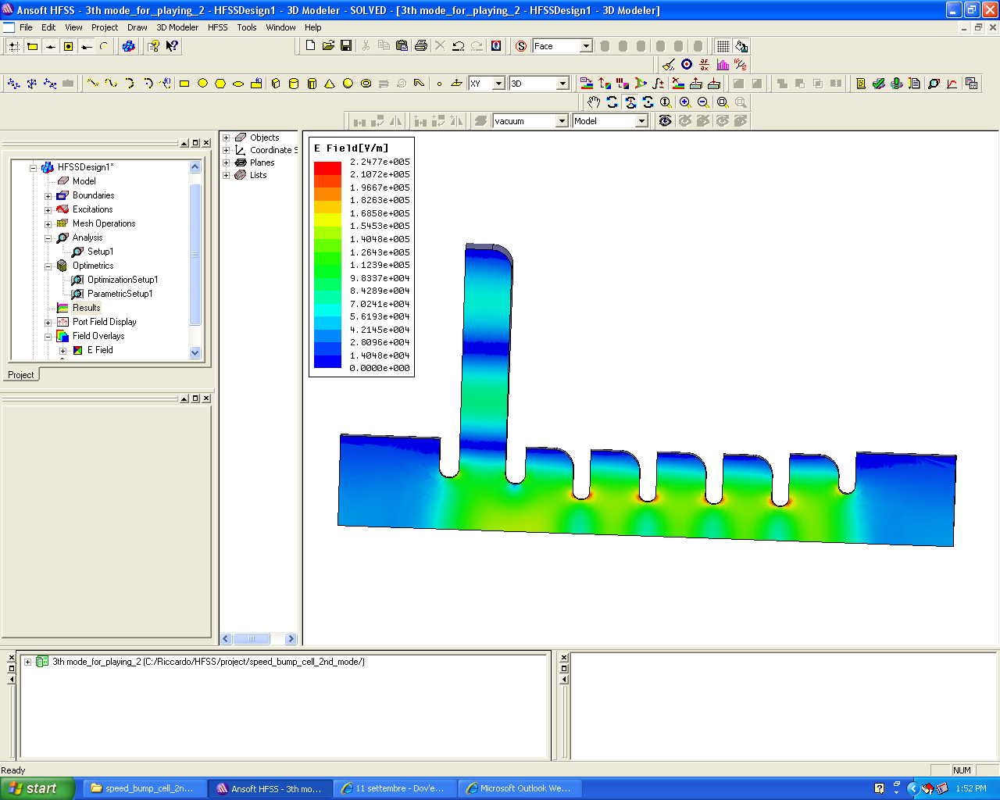 Ansoft HFSS - 3th mode_for_playing_2 - HFSSDesign1 - 3D Modeler - SOLVED - [3th mode_for_playing_2 - HFSSDesign1 - 3D Modeler]
File Edit View Project Draw 3D Modeler HFSS Tools Window Help
Face
XY 3D
vacuum Model
HFSSDesign1*
Model
Boundaries
Excitations
Mesh Operations
Analysis
Setup1
Optimetrics
OptimizationSetup1
ParametricSetup1
Results
Port Field Display
Field Overlays
E Field
Project
Objects
Coordinate S
Planes
Lists
E Field[V/m]
2.2477e+005
2.1072e+005
1.9667e+005
1.8263e+005
1.6858e+005
1.5453e+005
1.4048e+005
1.2643e+005
1.1239e+005
9.8337e+004
8.4289e+004
7.0241e+004
5.6193e+004
4.2145e+004
2.8096e+004
1.4048e+004
0.0000e+000
3th mode_for_playing_2 (C:/Riccardo/HFSS/project/speed_bump_cell_2nd_mode/)
Ready
NUM
start
speed_bump_cell_2n...
Ansoft HFSS - 3th mo...
11 settembre - Dov'e...
Microsoft Outlook We...
1:52 PM